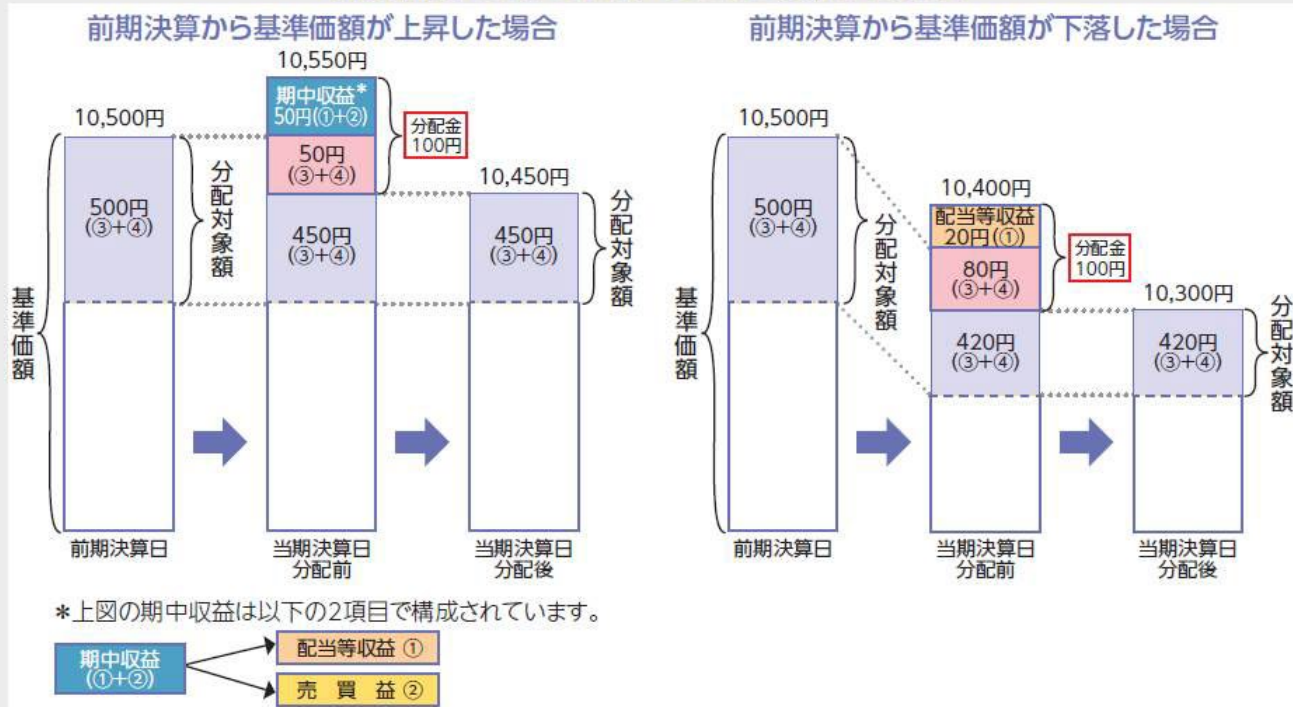 前期決算から基準価額が上昇した場合
10,500円
基準価額
500円
(③+④)
分配対象額
前期決算日
10,550円
期中収益*
50円(①+②)
50円
(③+④)
分配金
100円
450円
(③+④)
当期決算日
分配前
10,450円
450円
(③+④)
分配対象額
当期決算日
分配後
*上図の期中収益は以下の2項目で構成されています。
期中収益
(①+②)
配当等収益 ①
売 買 益 ②
前期決算から基準価額が下落した場合
10,500円
基準価額
500円
(③+④)
分配対象額
前期決算日
10,400円
配当等収益
20円(①)
80円
(③+④)
分配金
100円
420円
(③+④)
当期決算日
分配前
10,300円
420円
(③+④)
分配対象額
当期決算日
分配後